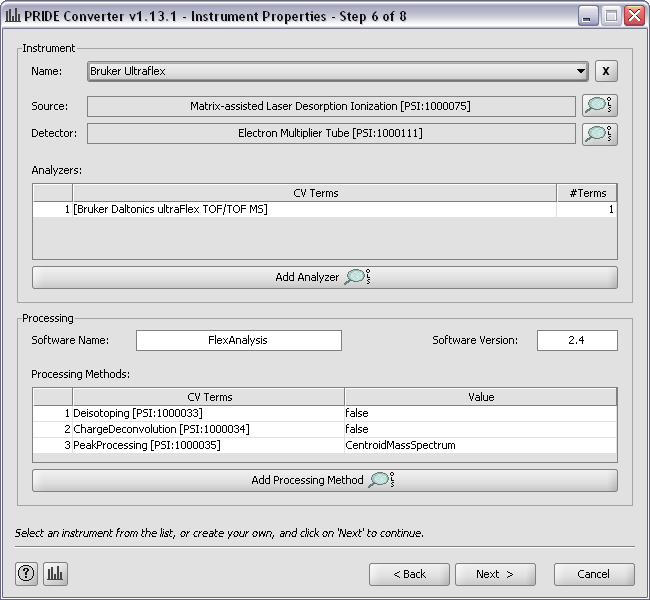 PRIDE Converter v1.13.1 - Instrument Properties - Step 6 of 8
Instrument
Name: Bruker Ultraflex X
Source: Matrix-assisted Laser Desorption Ionization [PSI:1000075] OLS
Detector: Electron Multiplier Tube [PSI:1000111] OLS
Analyzers:
CV Terms #Terms
1 [Bruker Daltonics ultraFlex TOF/TOF MS] 1
Add Analyzer OLS
Processing
Software Name: FlexAnalysis Software Version: 2.4
Processing Methods:
CV Terms Value
1 Deisotoping [PSI:1000033] false
2 ChargeDeconvolution [PSI:1000034] false
3 PeakProcessing [PSI:1000035] CentroidMassSpectrum
Add Processing Method OLS
Select an instrument from the list, or create your own, and click on 'Next' to continue.
? < Back Next > Cancel